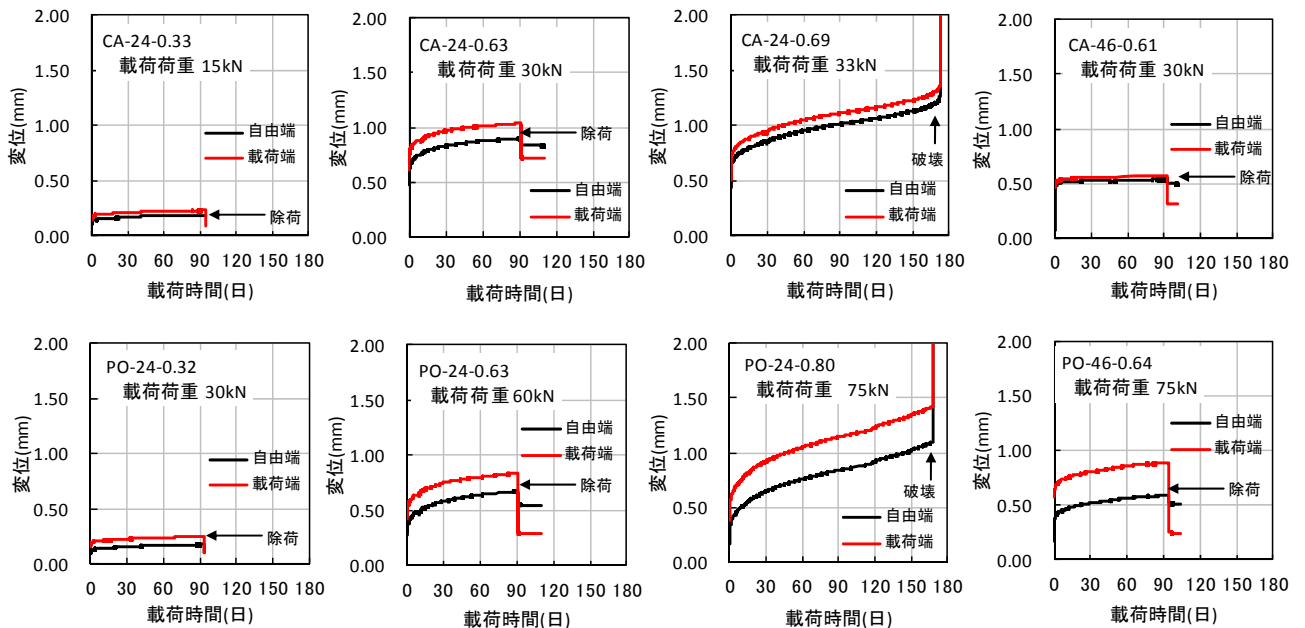 CA-24-0.33
載荷荷重 15kN
2.00
1.50
1.00
0.50
0.00
変位(mm)
自由端
載荷端
除荷
0 30 60 90 120 150 180
載荷時間(日)
CA-24-0.63
載荷荷重 30kN
2.00
1.50
1.00
0.50
0.00
変位(mm)
除荷
自由端
載荷端
0 30 60 90 120 150 180
載荷時間(日)
CA-24-0.69
載荷荷重 33kN
2.00
1.50
1.00
0.50
0.00
変位(mm)
破壊
自由端
載荷端
0 30 60 90 120 150 180
載荷時間(日)
CA-46-0.61
載荷荷重 30kN
2.00
1.50
1.00
0.50
0.00
変位(mm)
自由端
載荷端
除荷
0 30 60 90 120 150 180
載荷時間(日)
PO-24-0.32
載荷荷重 30kN
2.00
1.50
1.00
0.50
0.00
変位(mm)
自由端
載荷端
除荷
0 30 60 90 120 150 180
載荷時間(日)
PO-24-0.63
載荷荷重 60kN
2.00
1.50
1.00
0.50
0.00
変位(mm)
自由端
載荷端
除荷
0 30 60 90 120 150 180
載荷時間(日)
PO-24-0.80
載荷荷重 75kN
2.00
1.50
1.00
0.50
0.00
変位(mm)
破壊
自由端
載荷端
0 30 60 90 120 150 180
載荷時間(日)
PO-46-0.64
載荷荷重 75kN
2.00
1.50
1.00
0.50
0.00
変位(mm)
自由端
載荷端
除荷
0 30 60 90 120 150 180
載荷時間(日)